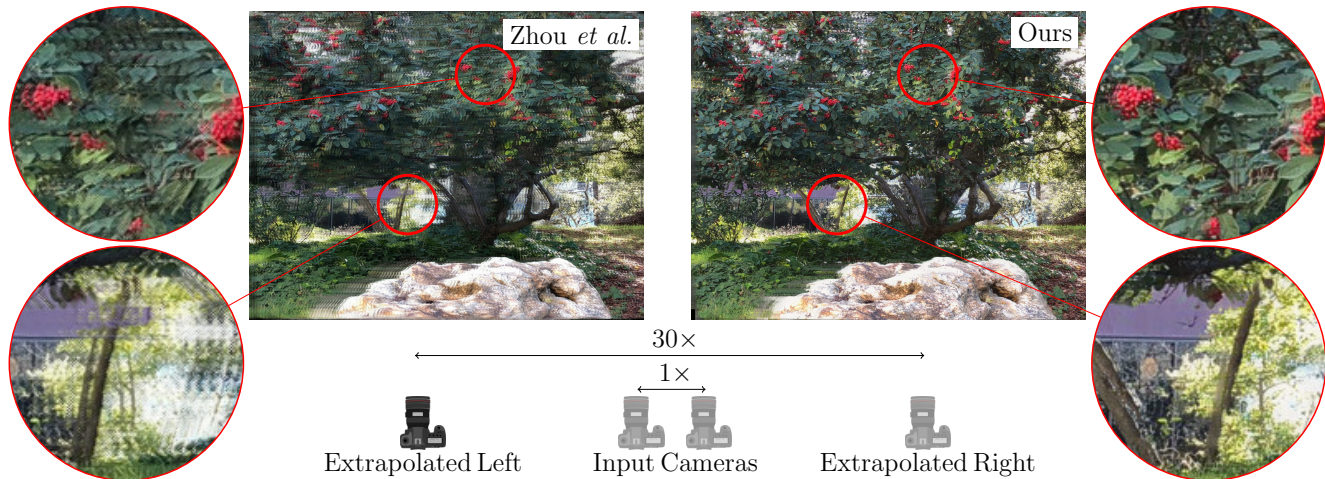 Zhou et al.
Ours
30×
1×
Extrapolated Left
Input Cameras
Extrapolated Right